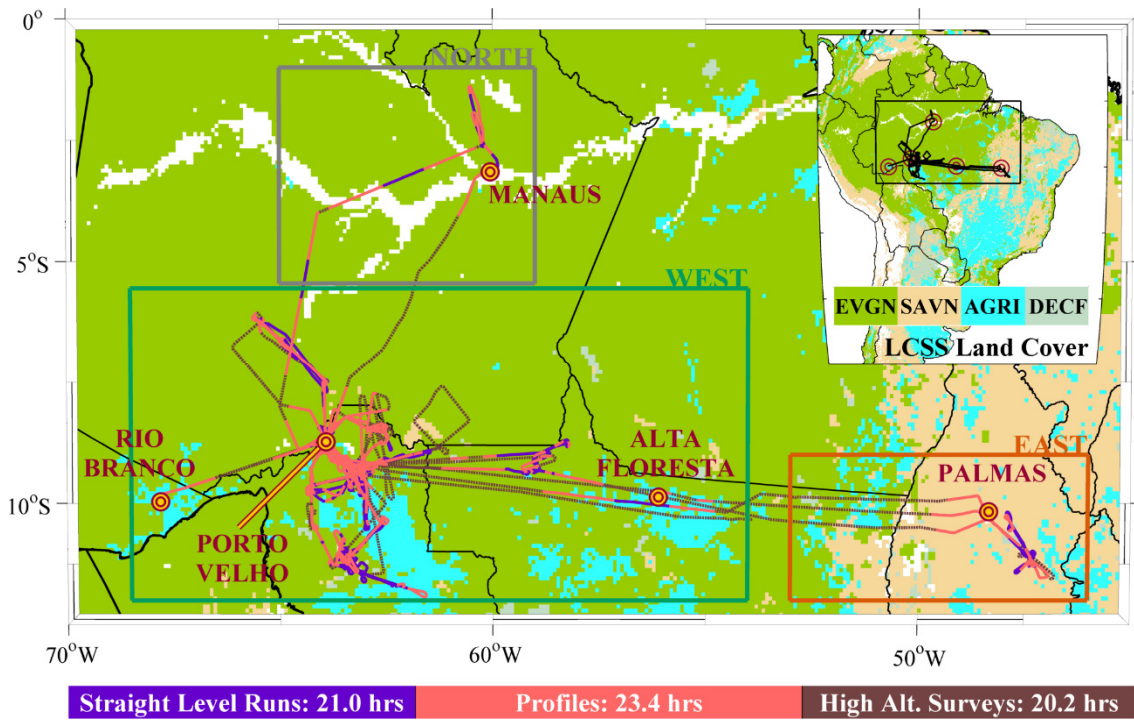 0°
NORTH
MANAUS
5°S
WEST
EVGN SAVN AGRI DECF
LCSS Land Cover
RIO
BRANCO
ALTA
FLORESTA
EAST
PALMAS
10°S
PORTO
VELHO
70°W
60°W
50°W
Straight Level Runs: 21.0 hrs
Profiles: 23.4 hrs
High Alt. Surveys: 20.2 hrs